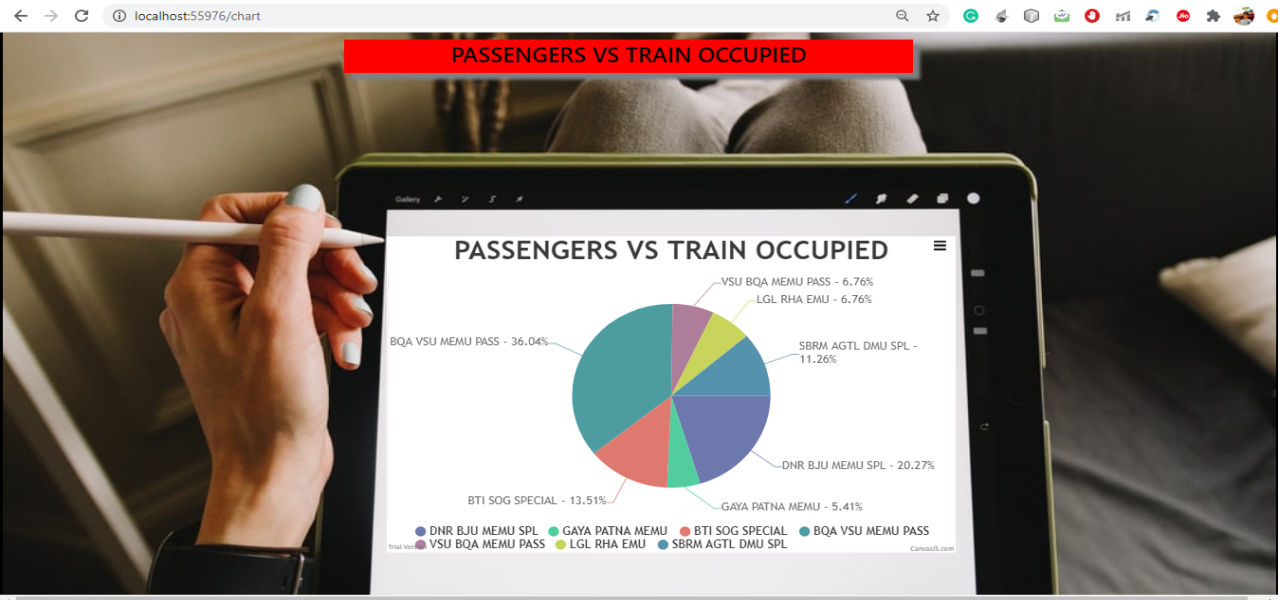 localhost:55976/chart
PASSENGERS VS TRAIN OCCUPIED
Gallery
PASSENGERS VS TRAIN OCCUPIED
VSU BQA MEMU PASS - 6.76%
LGL RHA EMU - 6.76%
BQA VSU MEMU PASS - 36.04%
SBRM AGTL DMU SPL -
11.26%
DNR BJU MEMU SPL - 20.27%
BTI SOG SPECIAL - 13.51%
GAYA PATNA MEMU - 5.41%
DNR BJU MEMU SPL GAYA PATNA MEMU BTI SOG SPECIAL BQA VSU MEMU PASS
VSU BQA MEMU PASS LGL RHA EMU SBRM AGTL DMU SPL
Trial
CanvasJS.com